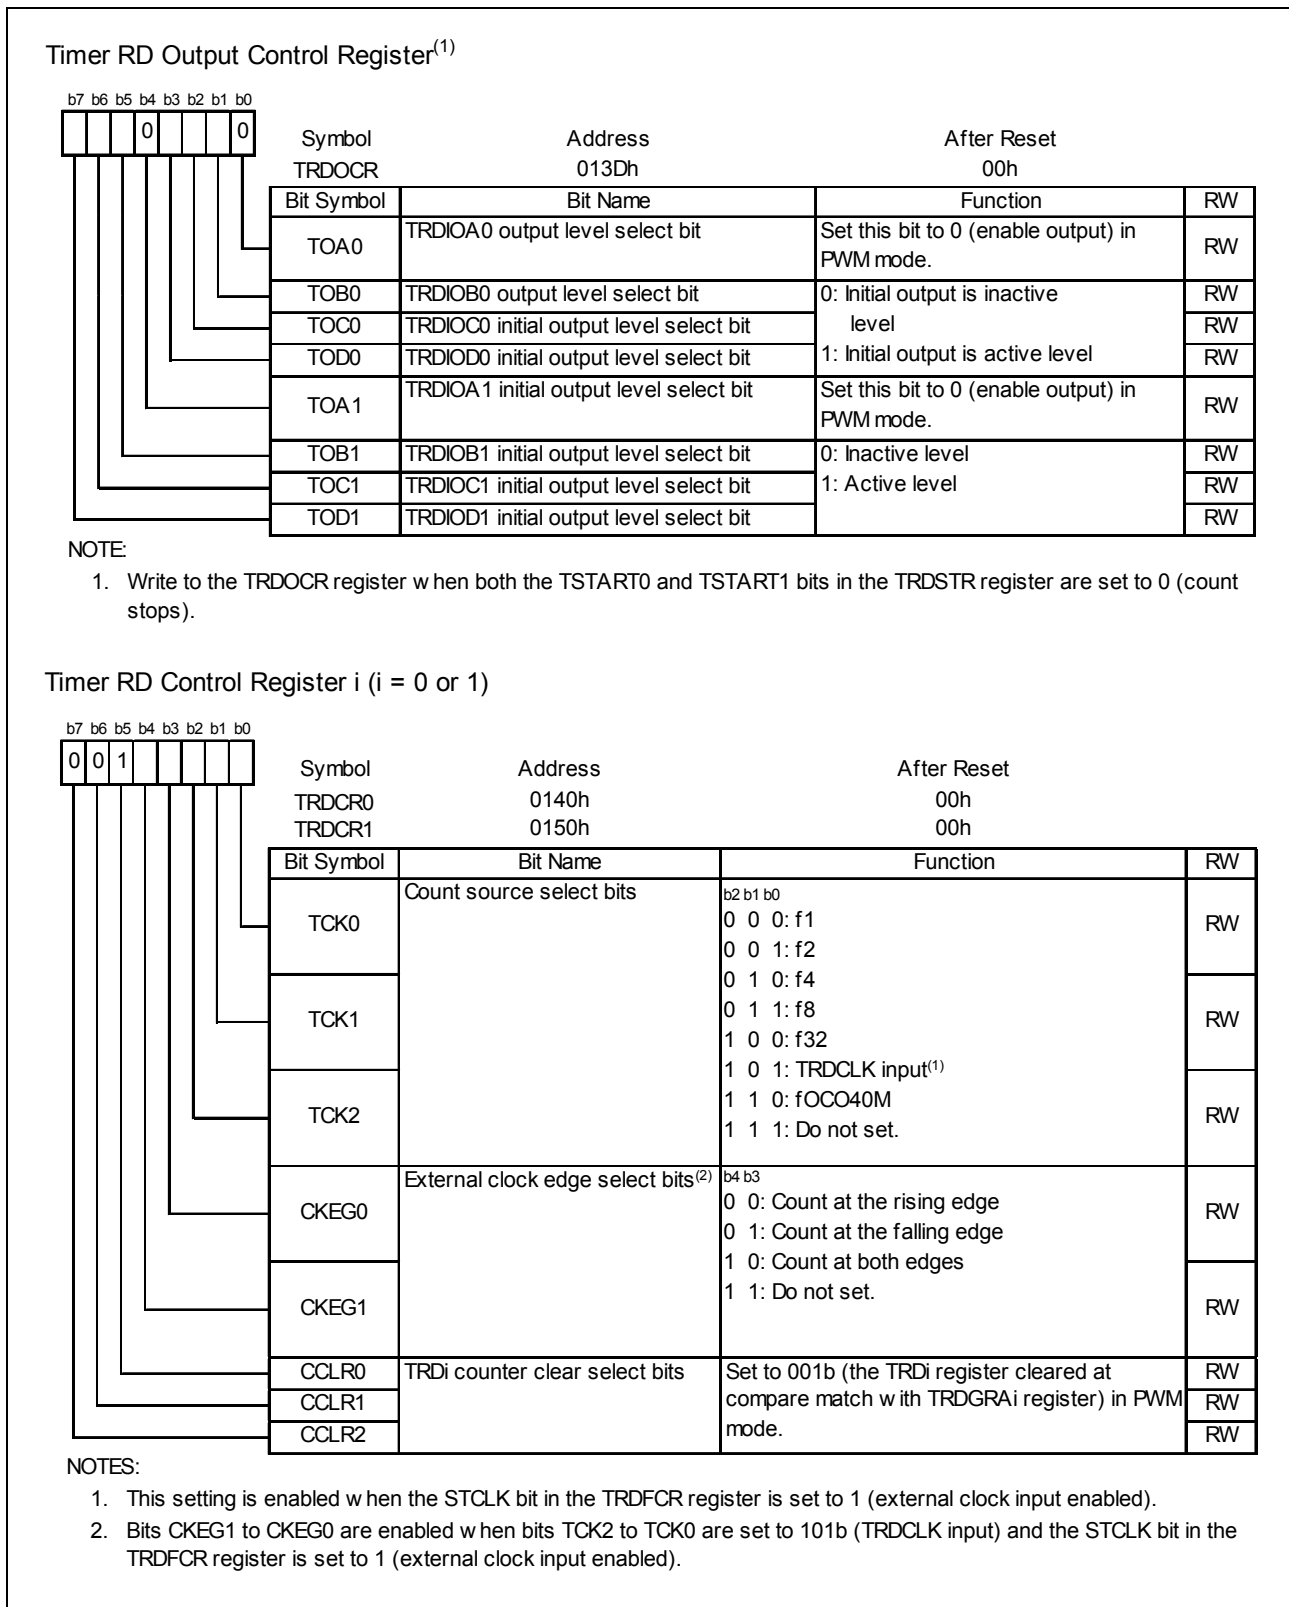 Timer RD Output Control Register(1)
b7 b6 b5 b4 b3 b2 b1 b0
0 0
Symbol Address After Reset
TRDOCR 013Dh 00h
Bit Symbol Bit Name Function RW
TOA0 TRDIOA0 output level select bit Set this bit to 0 (enable output) in PWM mode. RW
TOB0 TRDIOB0 output level select bit 0: Initial output is inactive RW
TOC0 TRDIOC0 initial output level select bit level RW
TOD0 TRDIOD0 initial output level select bit 1: Initial output is active level RW
TOA1 TRDIOA1 initial output level select bit Set this bit to 0 (enable output) in PWM mode. RW
TOB1 TRDIOB1 initial output level select bit 0: Inactive level RW
TOC1 TRDIOC1 initial output level select bit 1: Active level RW
TOD1 TRDIOD1 initial output level select bit RW
NOTE:
1. Write to the TRDOCR register when both the TSTART0 and TSTART1 bits in the TRDSTR register are set to 0 (count
stops).
Timer RD Control Register i (i = 0 or 1)
b7 b6 b5 b4 b3 b2 b1 b0
0 0 1
Symbol Address After Reset
TRDCR0 0140h 00h
TRDCR1 0150h 00h
Bit Symbol Bit Name Function RW
Count source select bits b2 b1 b0
TCK0 0 0 0: f1 RW
0 0 1: f2
0 1 0: f4
TCK1 0 1 1: f8 RW
1 0 0: f32
1 0 1: TRDCLK input(1)
TCK2 1 1 0: fOCO40M RW
1 1 1: Do not set.
External clock edge select bits(2) b4 b3
CKEG0 0 0: Count at the rising edge RW
0 1: Count at the falling edge
1 0: Count at both edges
CKEG1 1 1: Do not set. RW
CCLR0 TRDi counter clear select bits Set to 001b (the TRDi register cleared at RW
CCLR1 compare match with TRDGRAi register) in PWM RW
CCLR2 mode. RW
NOTES:
1. This setting is enabled when the STCLK bit in the TRDFCR register is set to 1 (external clock input enabled).
2. Bits CKEG1 to CKEG0 are enabled when bits TCK2 to TCK0 are set to 101b (TRDCLK input) and the STCLK bit in the
TRDFCR register is set to 1 (external clock input enabled).